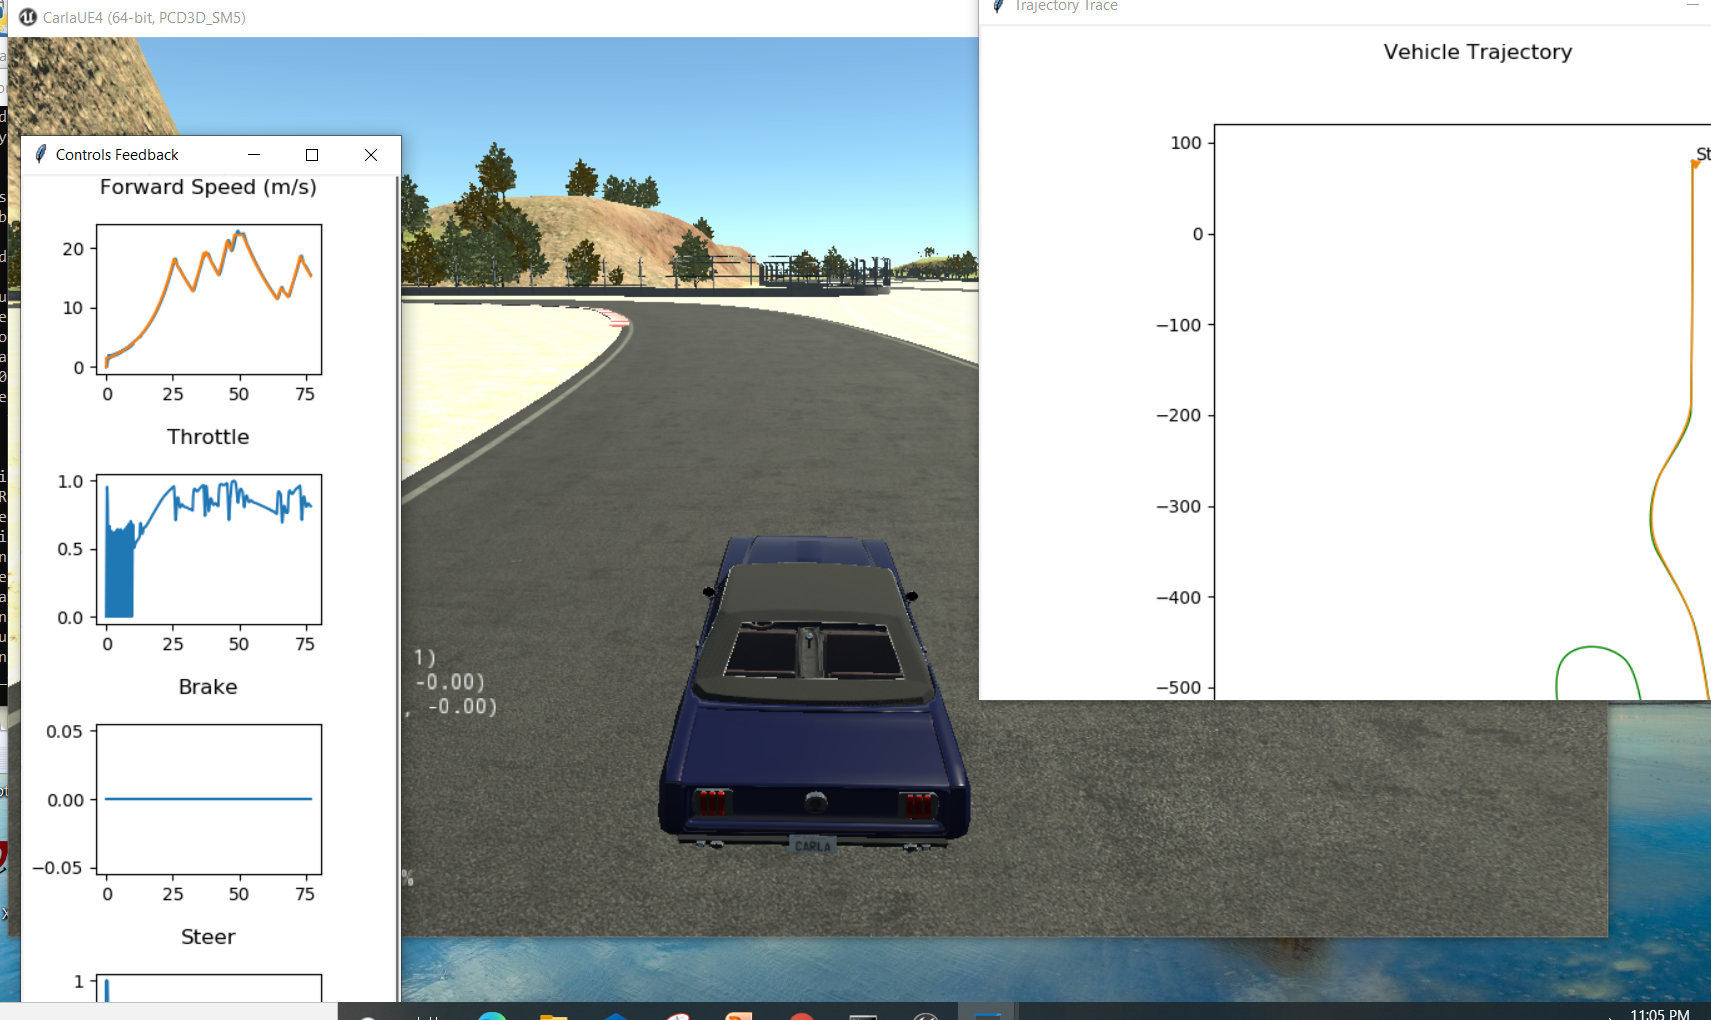 CarlaUE4 (64-bit, PCD3D_SM5)
Controls Feedback
Forward Speed (m/s)
20
10
0
0 25 50 75
Throttle
1.0
0.5
0.0
0 25 50 75
Brake
0.05
0.00
−0.05
0 25 50 75
Steer
1
1)
-0.00)
, -0.00)
%
CARLA
Trajectory Trace
Vehicle Trajectory
100
0
−100
−200
−300
−400
−500
St
11:05 PM